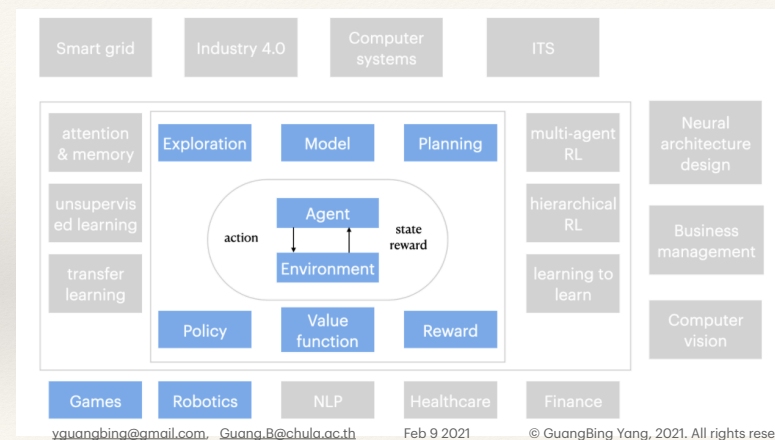 Smart grid
Industry 4.0
Computer
systems
ITS
attention
& memory
Exploration
Model
Planning
multi-agent
RL
Neural
architecture
design
unsupervis
ed learning
Agent
hierarchical
RL
action
state
reward
Business
management
transfer
learning
Environment
learning to
learn
Policy
Value
function
Reward
Computer
vision
Games
Robotics
NLP
Healthcare
Finance
yguangbing@gmail.com, Guang.B@chula.ac.th Feb 9 2021 © GuangBing Yang, 2021. All rights rese